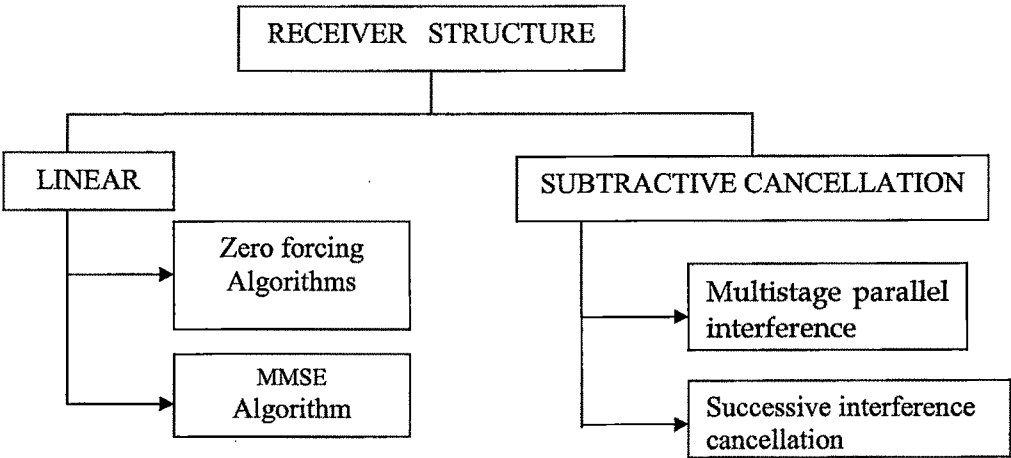 RECEIVER STRUCTURE
LINEAR
Zero forcing
Algorithms
MMSE
Algorithm
SUBTRACTIVE CANCELLATION
Multistage parallel
interference
Successive interference
cancellation